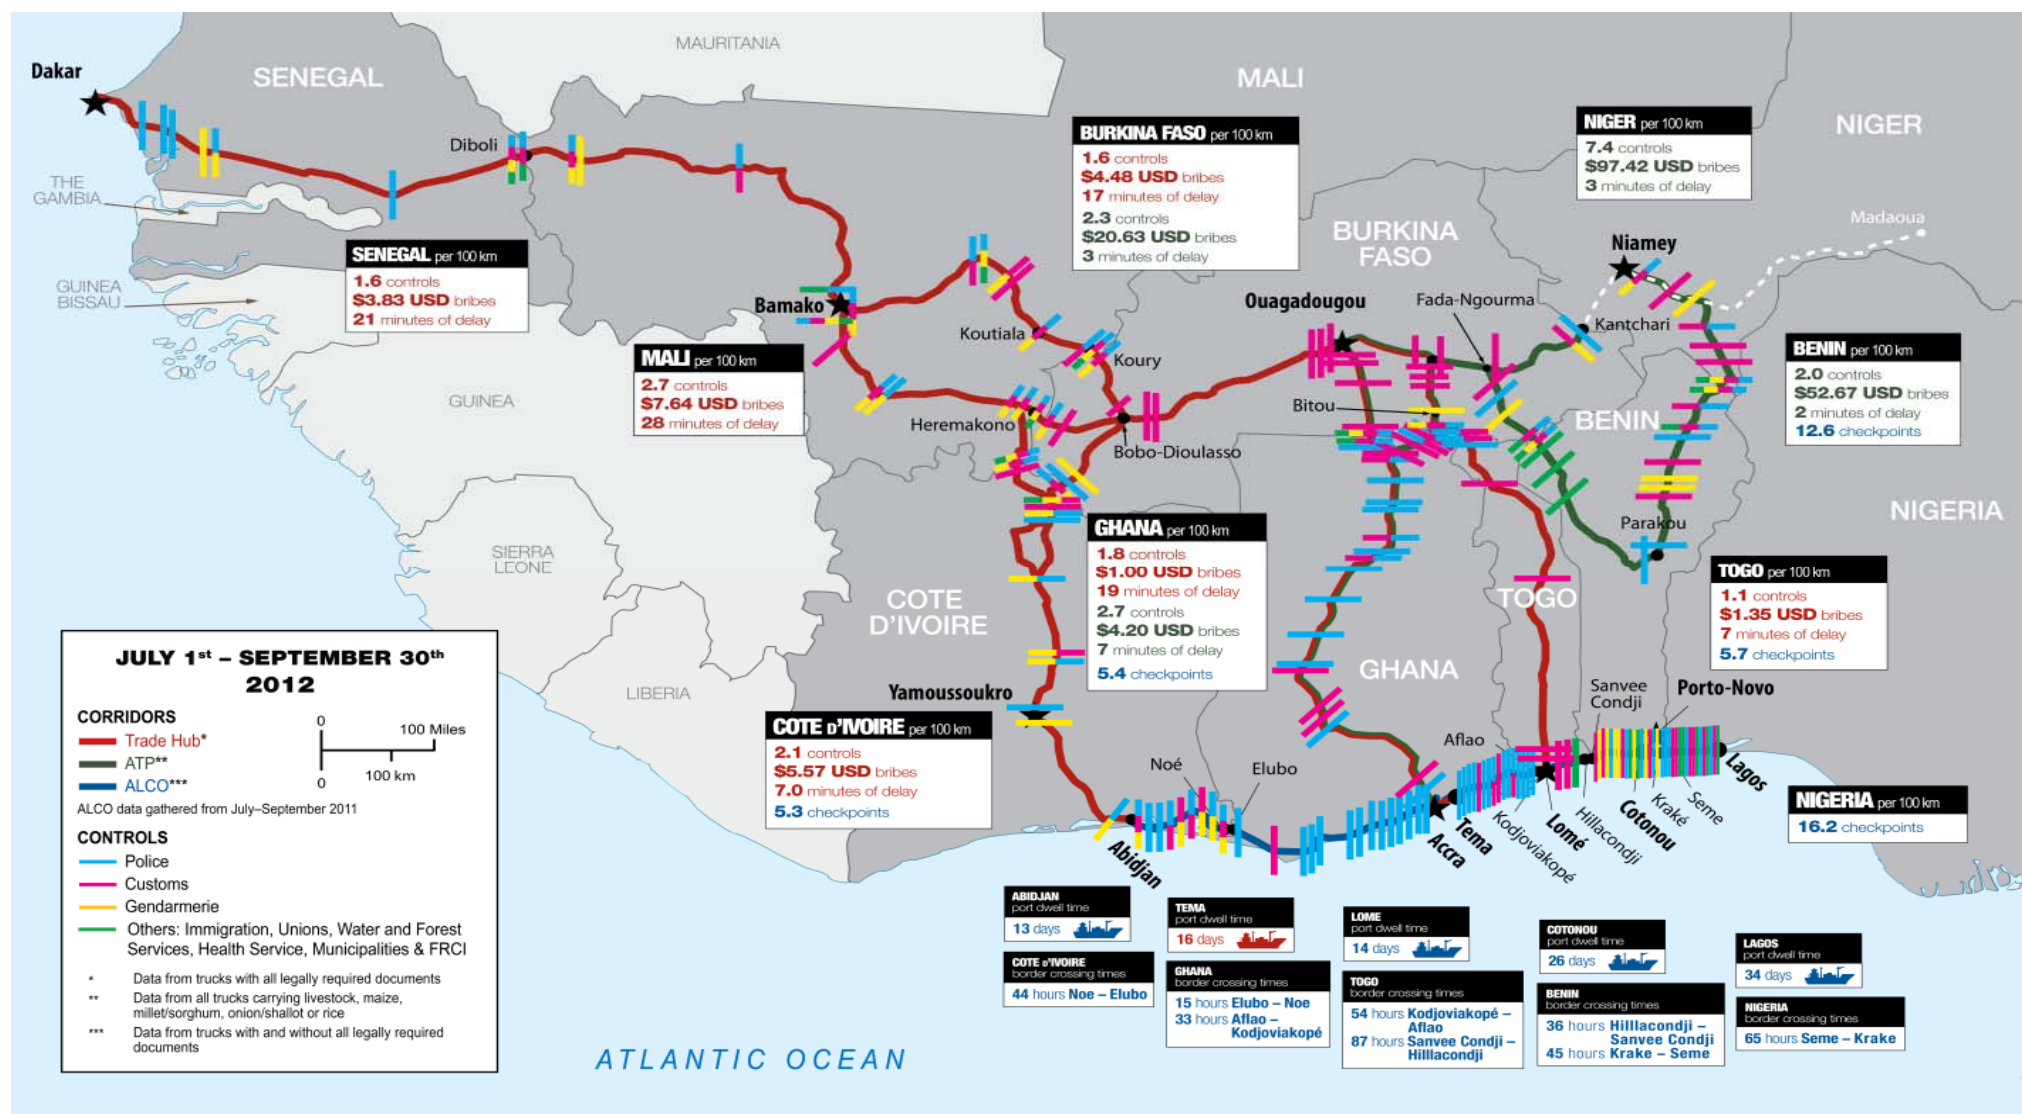 MAURITANIA
Dakar
SENEGAL
MALI
NIGER
Diboli
THE
GAMBIA
GUINEA
BISSAU
SENEGAL per 100 km
1.6 controls
$3.83 USD bribes
21 minutes of delay
BURKINA FASO per 100 km
1.6 controls
$4.48 USD bribes
17 minutes of delay
2.3 controls
$20.63 USD bribes
3 minutes of delay
NIGER per 100 km
7.4 controls
$97.42 USD bribes
3 minutes of delay
BURKINA
FASO
Madaoua
Niamey
Bamako
Ouagadougou
Fada-Ngourma
Kantchari
Koutiala
Koury
MALI per 100 km
2.7 controls
$7.64 USD bribes
28 minutes of delay
BENIN per 100 km
2.0 controls
$52.67 USD bribes
2 minutes of delay
12.6 checkpoints
GUINEA
Heremakono
Bitou
BENIN
Bobo-Dioulasso
NIGERIA
Parakou
SIERRA
LEONE
GHANA per 100 km
1.8 controls
$1.00 USD bribes
19 minutes of delay
2.7 controls
$4.20 USD bribes
7 minutes of delay
5.4 checkpoints
TOGO per 100 km
1.1 controls
$1.35 USD bribes
7 minutes of delay
5.7 checkpoints
COTE
D'IVOIRE
TOGO
GHANA
LIBERIA
Yamoussoukro
Sanvee
Condji
Porto-Novo
COTE D'IVOIRE per 100 km
2.1 controls
$5.57 USD bribes
7.0 minutes of delay
5.3 checkpoints
Noé
Elubo
Aflao
Lagos
NIGERIA per 100 km
16.2 checkpoints
Abidjan
Accra
Tema
Kodjoviakopé
Lomé
Hillacondji
Cotonou
Kraké
Seme
JULY 1st – SEPTEMBER 30th
2012
CORRIDORS
Trade Hub*
ATP**
ALCO***
0
100 Miles
0
100 km
ALCO data gathered from July–September 2011
CONTROLS
Police
Customs
Gendarmerie
Others: Immigration, Unions, Water and Forest
Services, Health Service, Municipalities & FRCI
* Data from trucks with all legally required documents
** Data from all trucks carrying livestock, maize,
millet/sorghum, onion/shallot or rice
*** Data from trucks with and without all legally required
documents
ATLANTIC OCEAN
ABIDJAN
port dwell time
13 days
COTE D'IVOIRE
border crossing times
44 hours Noe – Elubo
TEMA
port dwell time
16 days
GHANA
border crossing times
15 hours Elubo – Noe
33 hours Aflao –
Kodjoviakopé
LOME
port dwell time
14 days
TOGO
border crossing times
54 hours Kodjoviakopé –
Aflao
87 hours Sanvee Condji –
Hilllacondji
COTONOU
port dwell time
26 days
BENIN
border crossing times
36 hours Hilllacondji –
Sanvee Condji
45 hours Krake – Seme
LAGOS
port dwell time
34 days
NIGERIA
border crossing times
65 hours Seme – Krake